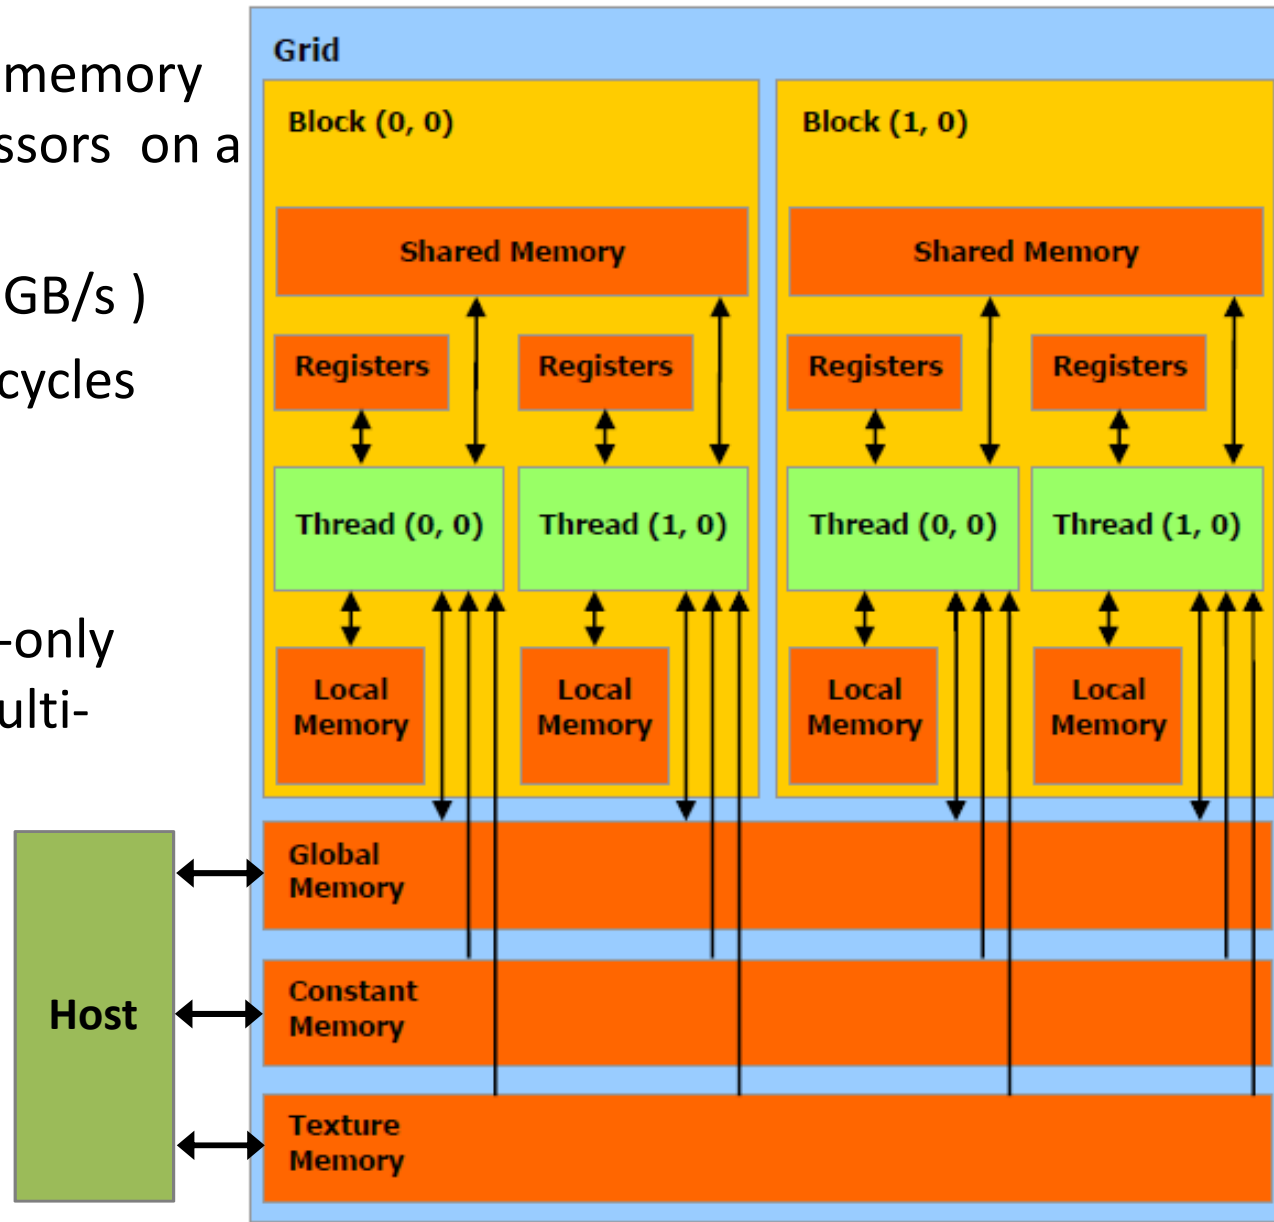 memory
ssors on a
GB/s )
cycles
-only
ulti-
Host
Grid
Block (0, 0)
Shared Memory
Registers
Registers
Thread (0, 0)
Thread (1, 0)
Local
Memory
Local
Memory
Block (1, 0)
Shared Memory
Registers
Registers
Thread (0, 0)
Thread (1, 0)
Local
Memory
Local
Memory
Global
Memory
Constant
Memory
Texture
Memory